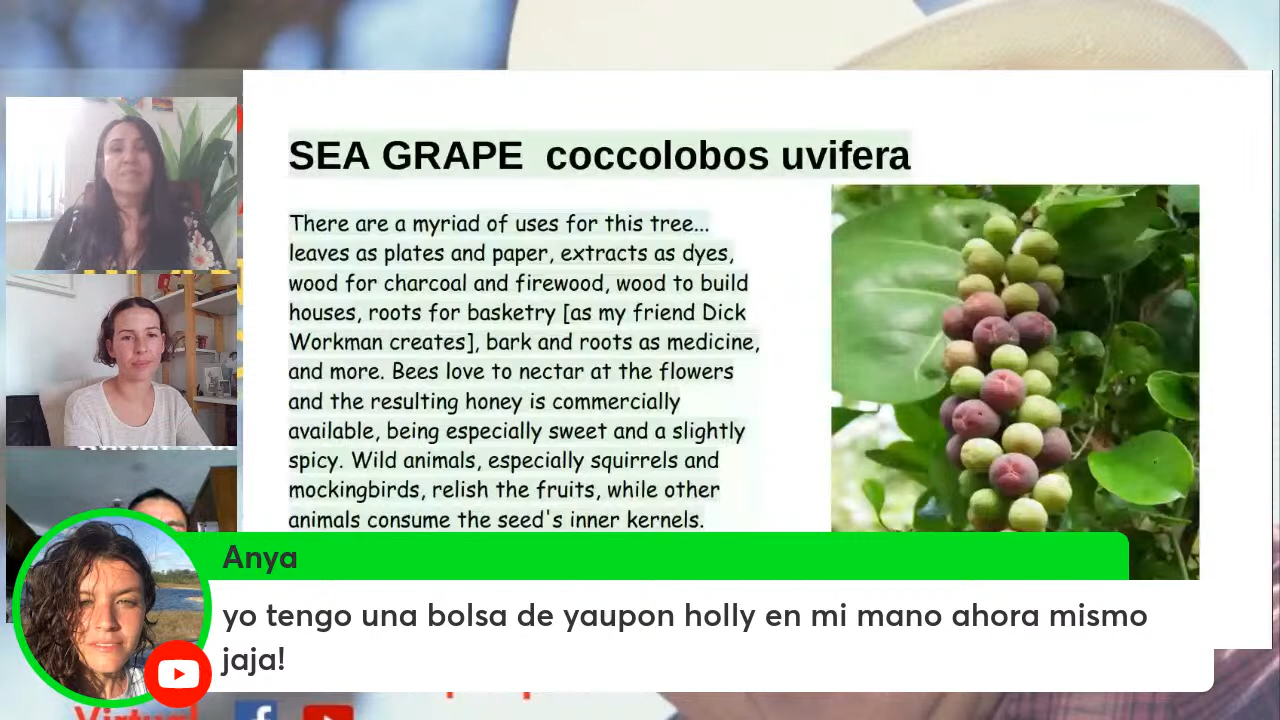 SEA GRAPE coccolobos uvifera
There are a myriad of uses for this tree...
leaves as plates and paper, extracts as dyes,
wood for charcoal and firewood, wood to build
houses, roots for basketry [as my friend Dick
Workman creates], bark and roots as medicine,
and more. Bees love to nectar at the flowers
and the resulting honey is commercially
available, being especially sweet and a slightly
spicy. Wild animals, especially squirrels and
mockingbirds, relish the fruits, while other
animals consume the seed's inner kernels.
Anya
yo tengo una bolsa de yaupon holly en mi mano ahora mismo
jaja!
Virtual